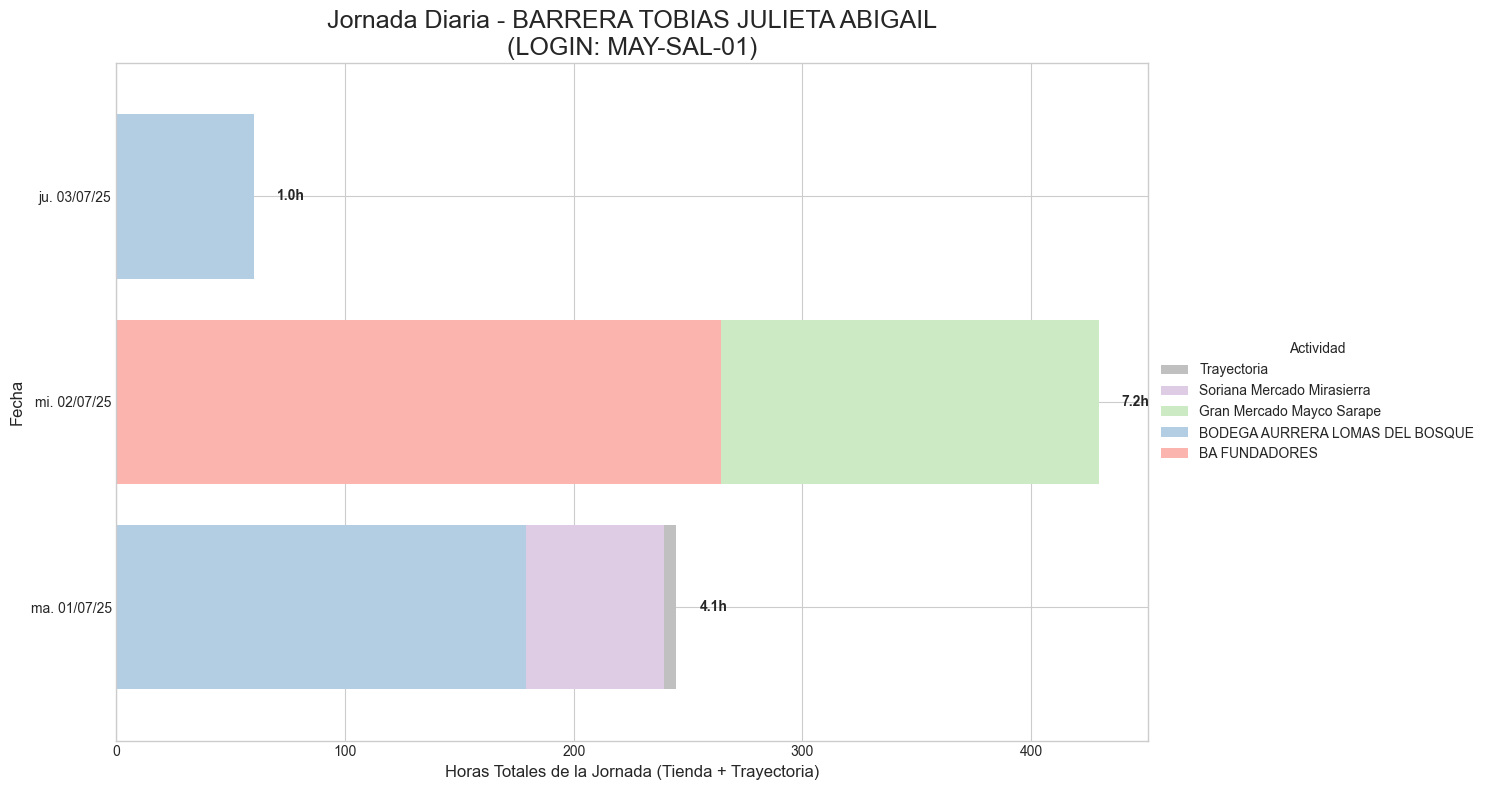 Jornada Diaria - BARRERA TOBIAS JULIETA ABIGAIL
(LOGIN: MAY-SAL-01)
Fecha
ju. 03/07/25
1.0h
mi. 02/07/25
7.2h
ma. 01/07/25
4.1h
0 100 200 300 400
Horas Totales de la Jornada (Tienda + Trayectoria)
Actividad
Trayectoria
Soriana Mercado Mirasierra
Gran Mercado Mayco Sarape
BODEGA AURRERA LOMAS DEL BOSQUE
BA FUNDADORES